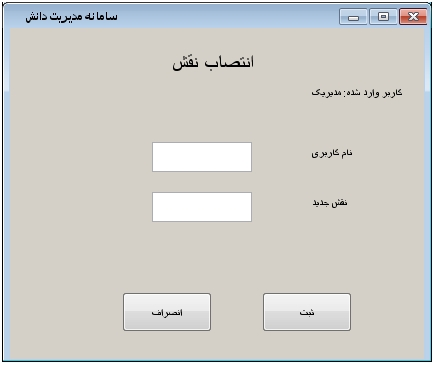 سامانه مدیریت دانش
انتصاب نقش
کاربر وارد شده: مدیریک
نام کاربری
نقش جدید
ثبت
انصراف